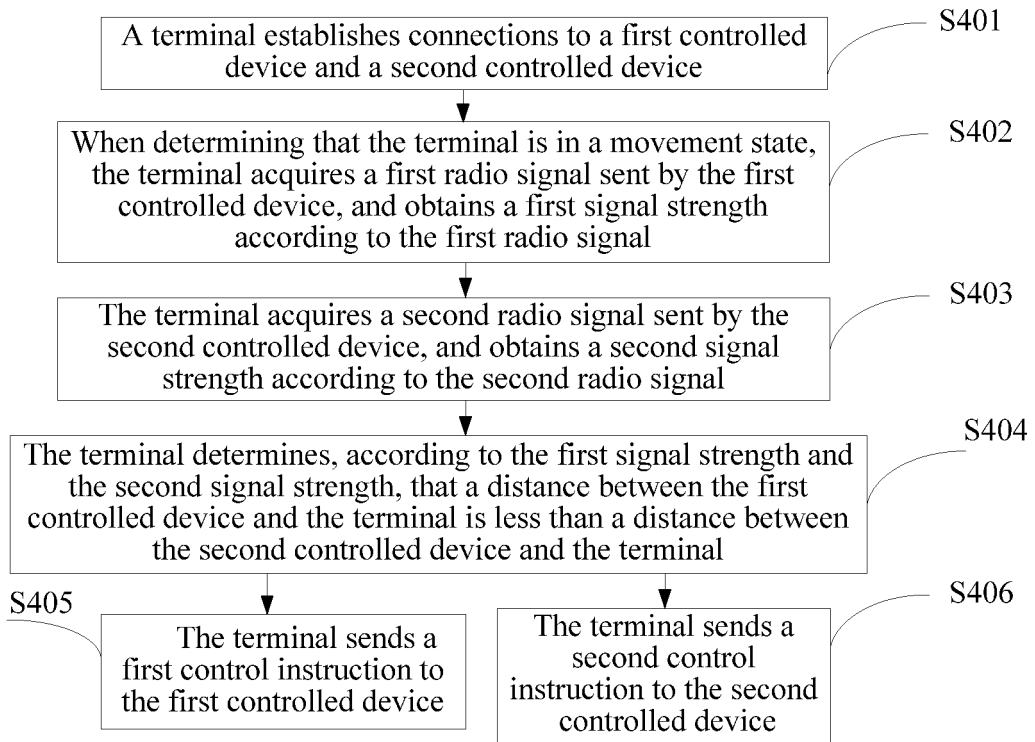 S401
A terminal establishes connections to a first controlled
device and a second controlled device
S402
When determining that the terminal is in a movement state,
the terminal acquires a first radio signal sent by the first
controlled device, and obtains a first signal strength
according to the first radio signal
S403
The terminal acquires a second radio signal sent by the
second controlled device, and obtains a second signal
strength according to the second radio signal
S404
The terminal determines, according to the first signal strength and
the second signal strength, that a distance between the first
controlled device and the terminal is less than a distance between
the second controlled device and the terminal
S405
The terminal sends a
first control instruction to
the first controlled device
S406
The terminal sends a
second control
instruction to the second
controlled device